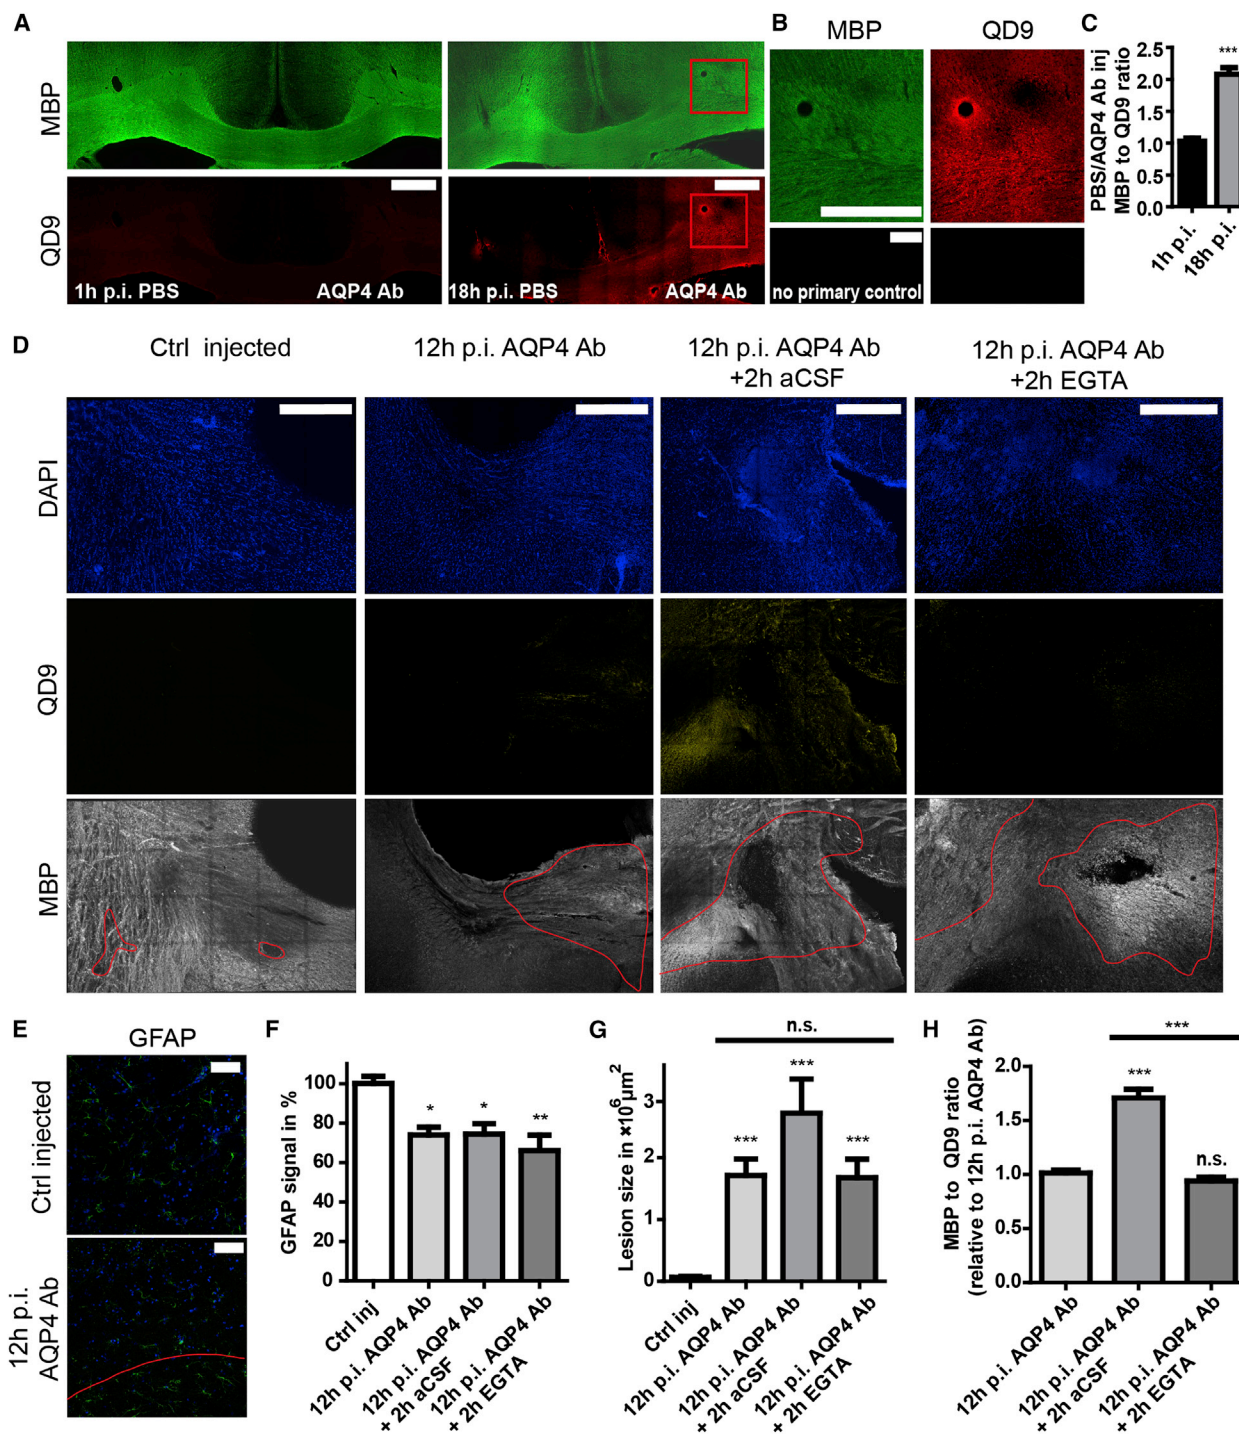 A
MBP
QD9
1h p.i. PBS
AQP4 Ab
18h p.i. PBS
AQP4 Ab
B
MBP
QD9
no primary control
C
PBS/AQP4 Ab inj
MBP to QD9 ratio
2.5
2.0
1.5
1.0
0.5
0.0
***
1h p.i.
18h p.i.
D
Ctrl injected
12h p.i. AQP4 Ab
12h p.i. AQP4 Ab
+2h aCSF
12h p.i. AQP4 Ab
+2h EGTA
DAPI
QD9
MBP
E
GFAP
Ctrl injected
12h p.i.
AQP4 Ab
F
GFAP signal in %
100
80
60
40
20
0
*
*
**
Ctrl inj
12h p.i. AQP4 Ab
12h p.i. AQP4 Ab
+ 2h aCSF
12h p.i. AQP4 Ab
+ 2h EGTA
G
n.s.
Lesion size in ×10⁶µm²
3
2
1
0
***
***
***
Ctrl inj
12h p.i. AQP4 Ab
12h p.i. AQP4 Ab
+ 2h aCSF
12h p.i. AQP4 Ab
+ 2h EGTA
H
***
MBP to QD9 ratio
(relative to 12h p.i. AQP4 Ab)
2.0
1.5
1.0
0.5
0.0
***
n.s.
12h p.i. AQP4 Ab
12h p.i. AQP4 Ab
+ 2h aCSF
12h p.i. AQP4 Ab
+ 2h EGTA